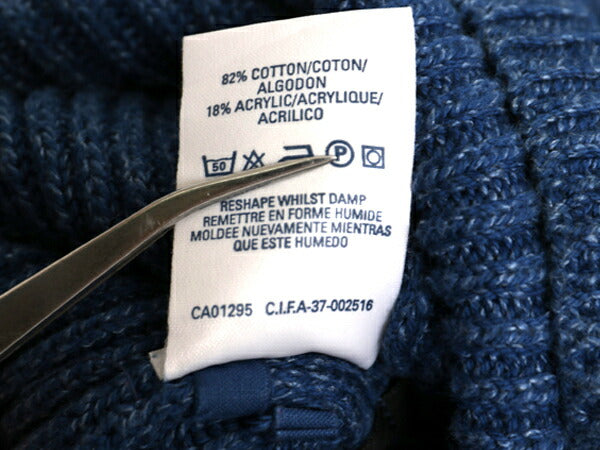 82% COTTON/COTON/
ALGODON
18% ACRYLIC/ACRYLIQUE/
ACRILICO
50 P
RESHAPE WHILST DAMP
REMETTRE EN FORME HUMIDE
MOLDEE NUEVAMENTE MIENTRAS
QUE ESTE HUMEDO
CA01295 C.I.F.A-37-002516